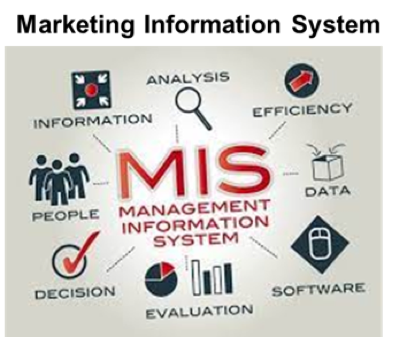 Marketing Information System
ANALYSIS
EFFICIENCY
INFORMATION
MIS
MANAGEMENT
INFORMATION
SYSTEM
PEOPLE
DATA
DECISION
SOFTWARE
EVALUATION